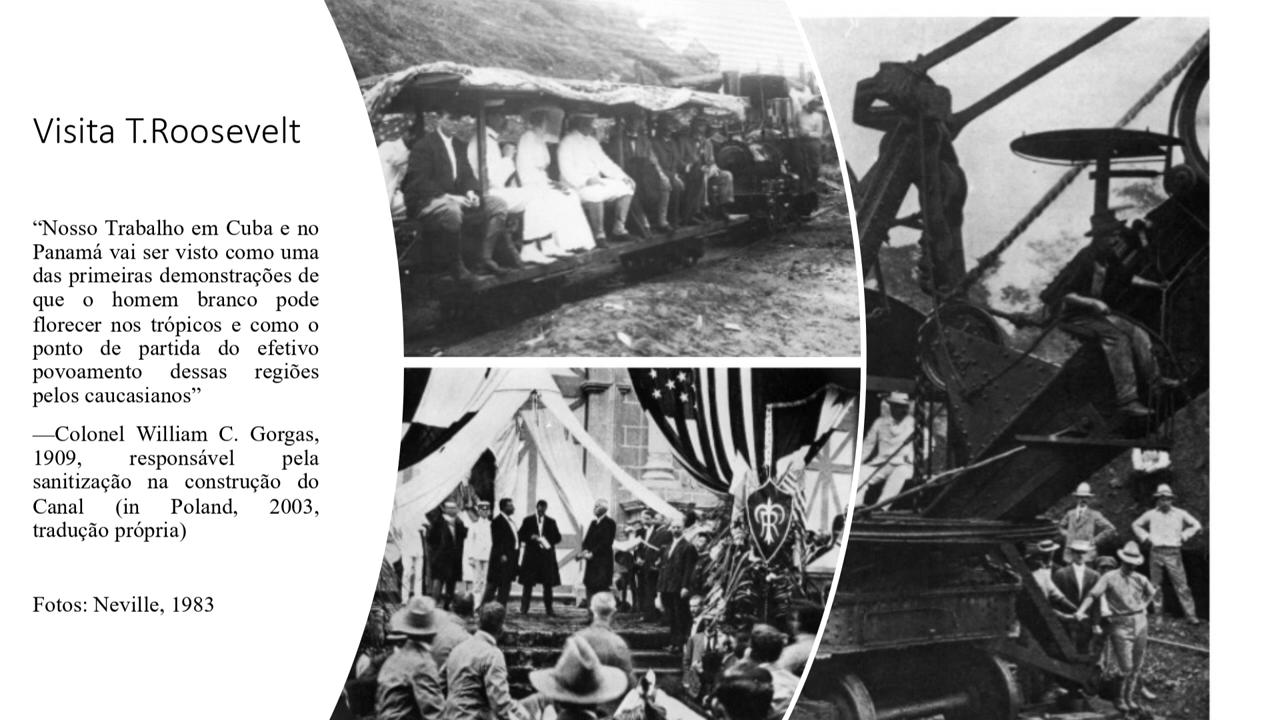 Visita T.Roosevelt
“Nosso Trabalho em Cuba e no
Panamá vai ser visto como uma
das primeiras demonstrações de
que o homem branco pode
florecer nos trópicos e como o
ponto de partida do efetivo
povoamento dessas regiões
pelos caucasianos”
—Colonel William C. Gorgas,
1909, responsável pela
sanitização na construção do
Canal (in Poland, 2003,
tradução própria)
Fotos: Neville, 1983